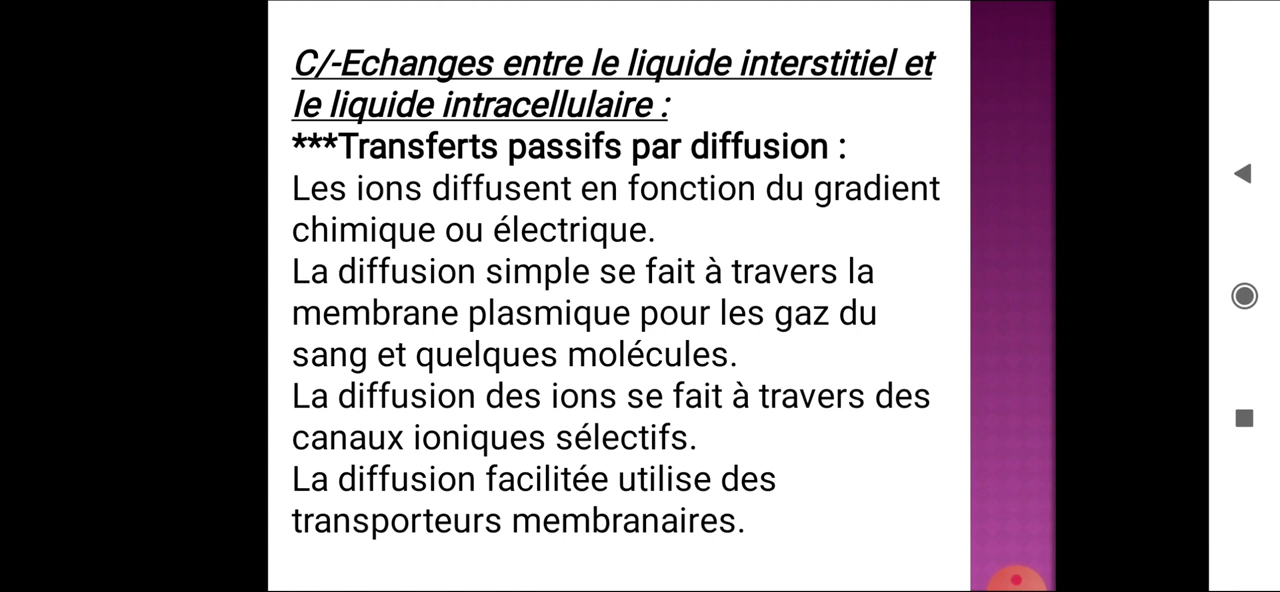 C/-Echanges entre le liquide interstitiel et
le liquide intracellulaire :
***Transferts passifs par diffusion :
Les ions diffusent en fonction du gradient
chimique ou électrique.
La diffusion simple se fait à travers la
membrane plasmique pour les gaz du
sang et quelques molécules.
La diffusion des ions se fait à travers des
canaux ioniques sélectifs.
La diffusion facilitée utilise des
transporteurs membranaires.